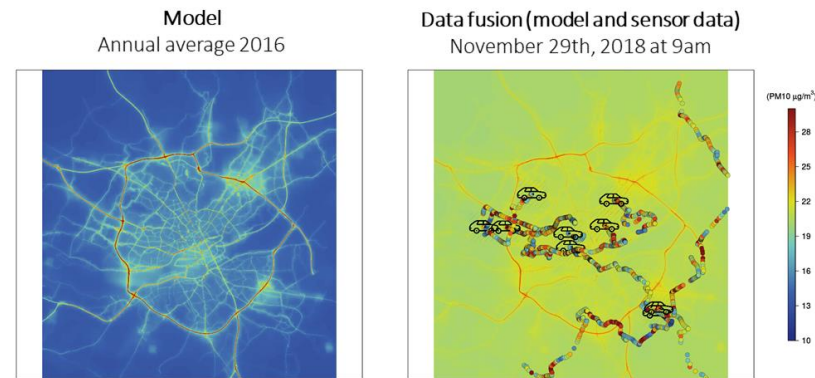 Model
Annual average 2016
Data fusion (model and sensor data)
November 29th, 2018 at 9am
(PM10 µg/m³)
28
25
22
19
16
13
10